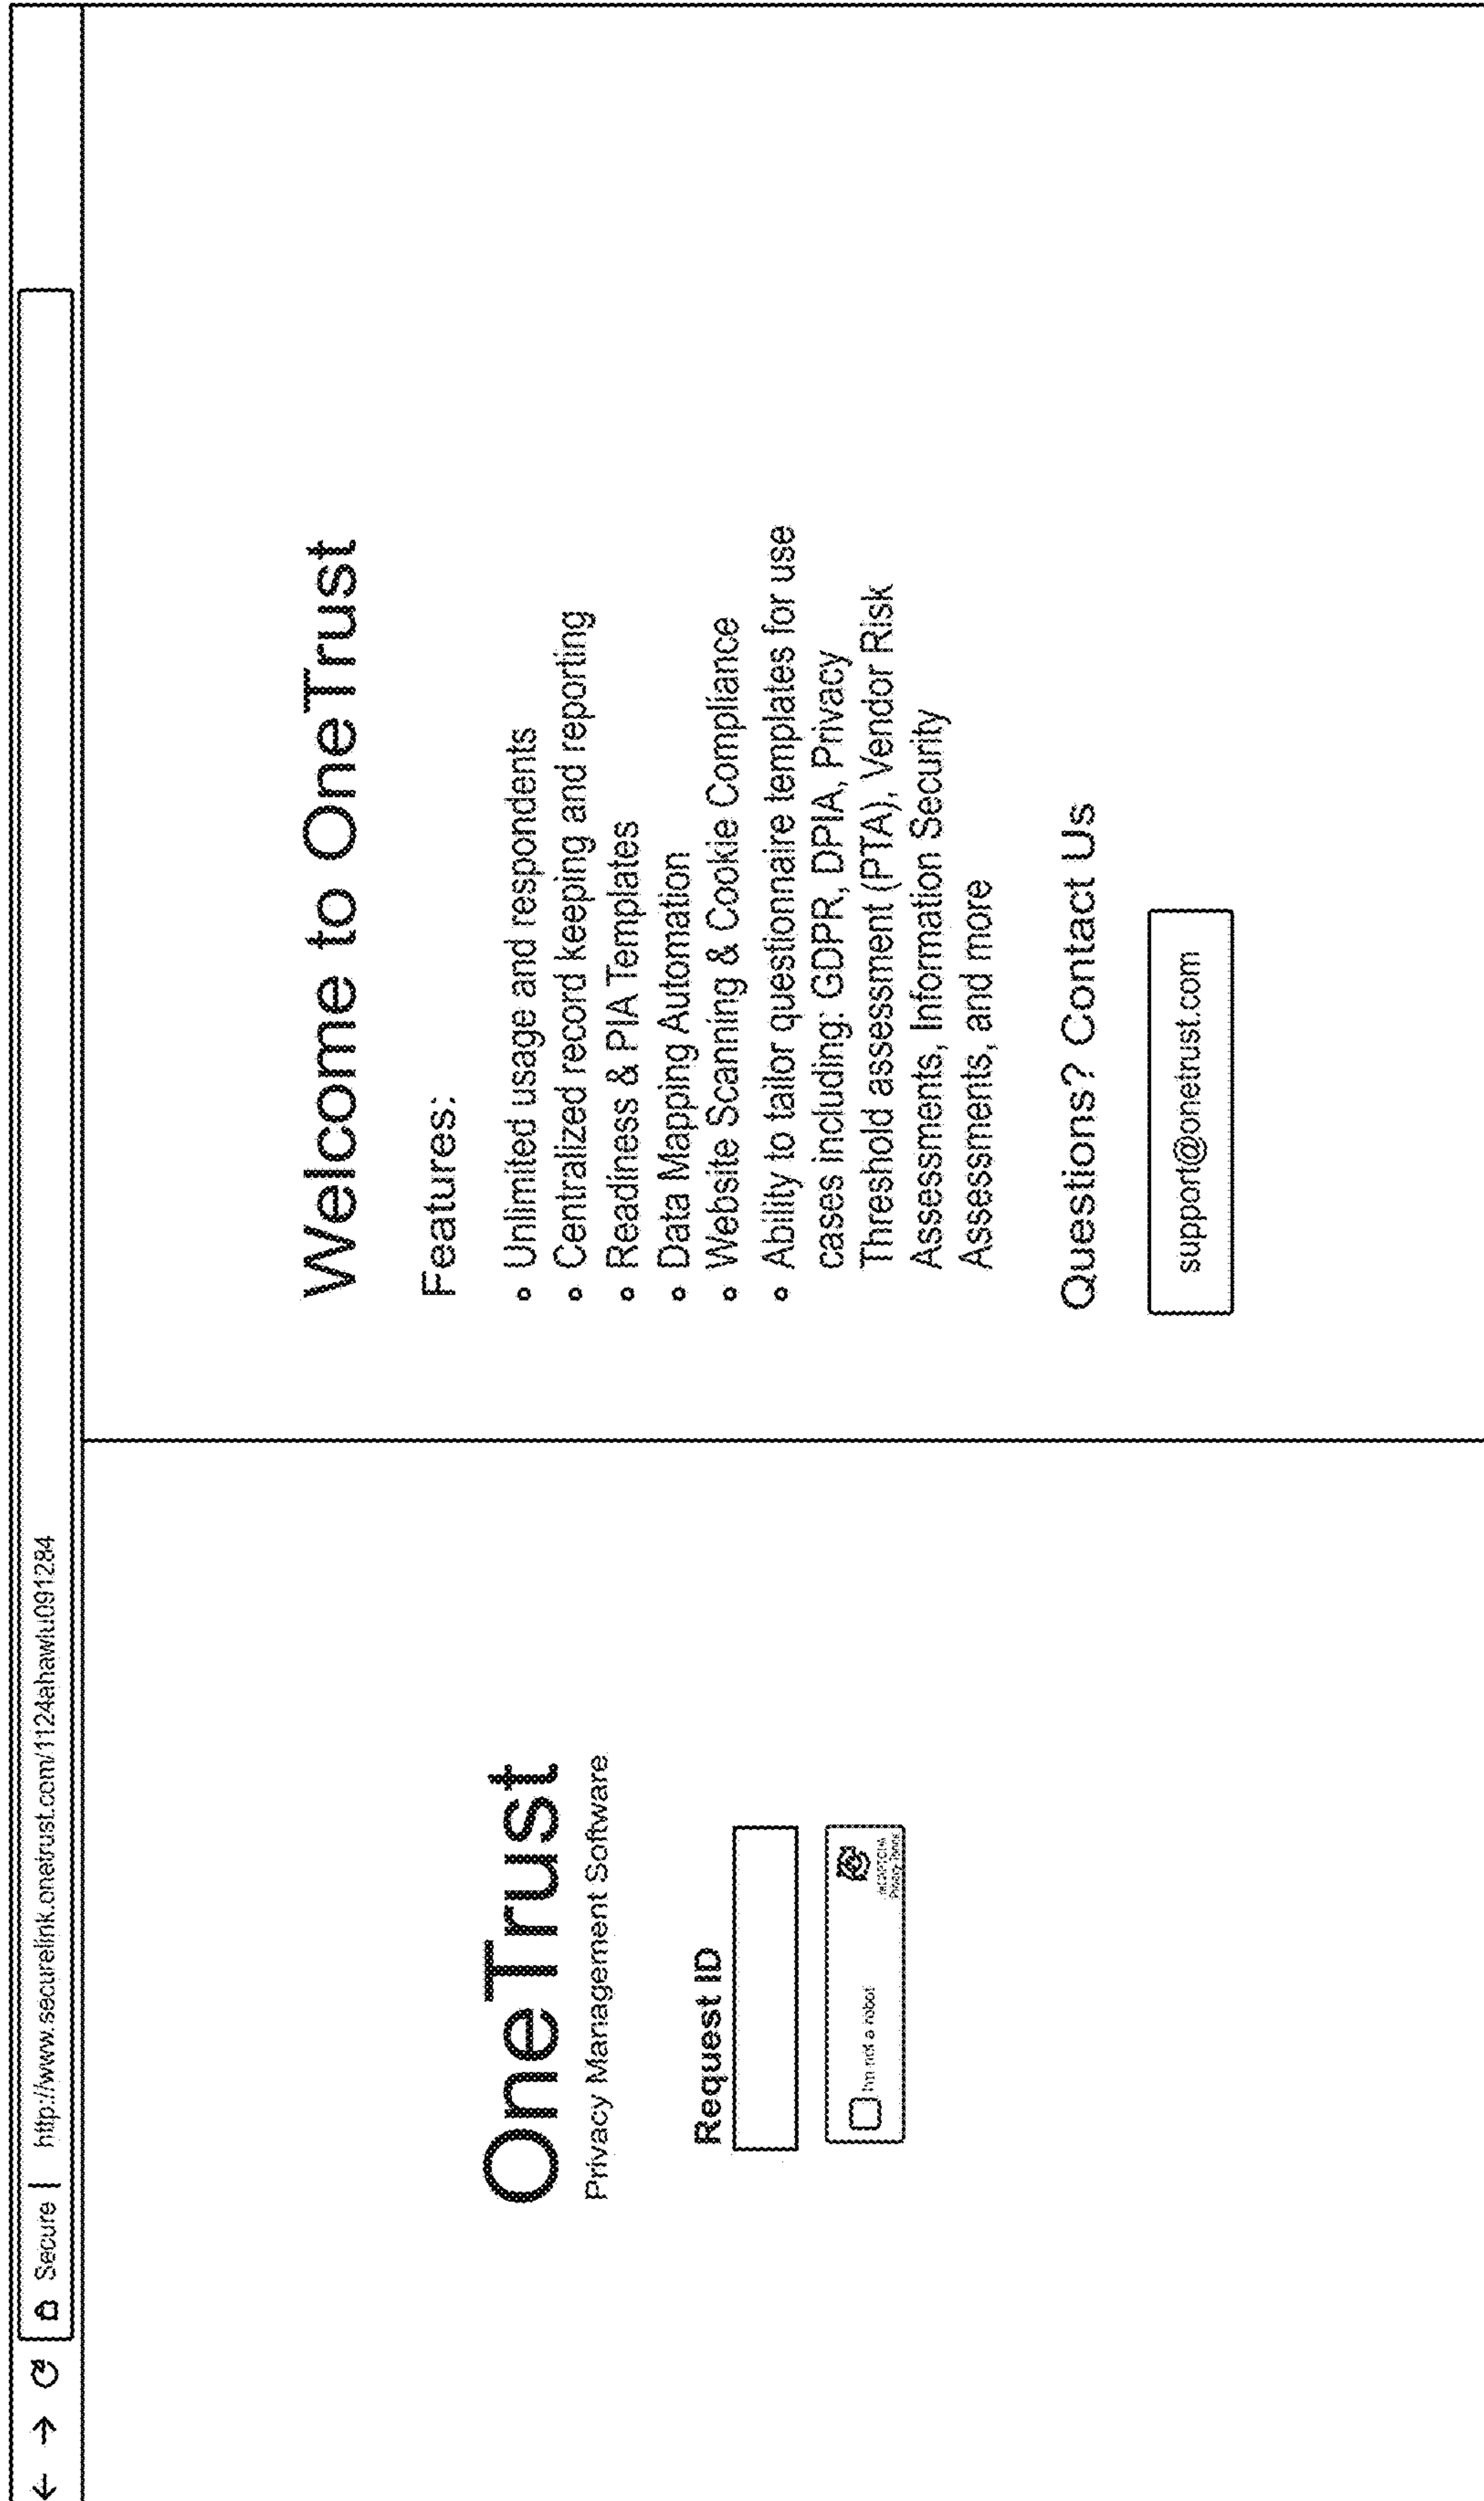 Secure | http://www.securelink.onetrust.com/1124ahawiu091284
OneTrust
Privacy Management Software
Request ID
I'm not a robot
reCAPTCHA
Welcome to OneTrust
Features:
Unlimited usage and respondents
Centralized record keeping and reporting
Readiness & PIA Templates
Data Mapping Automation
Website Scanning & Cookie Compliance
Ability to tailor questionnaire templates for use
cases including: GDPR, DPIA, Privacy
Threshold assessment (PTA), Vendor Risk
Assessments, Information Security
Assessments, and more
Questions? Contact Us
support@onetrust.com